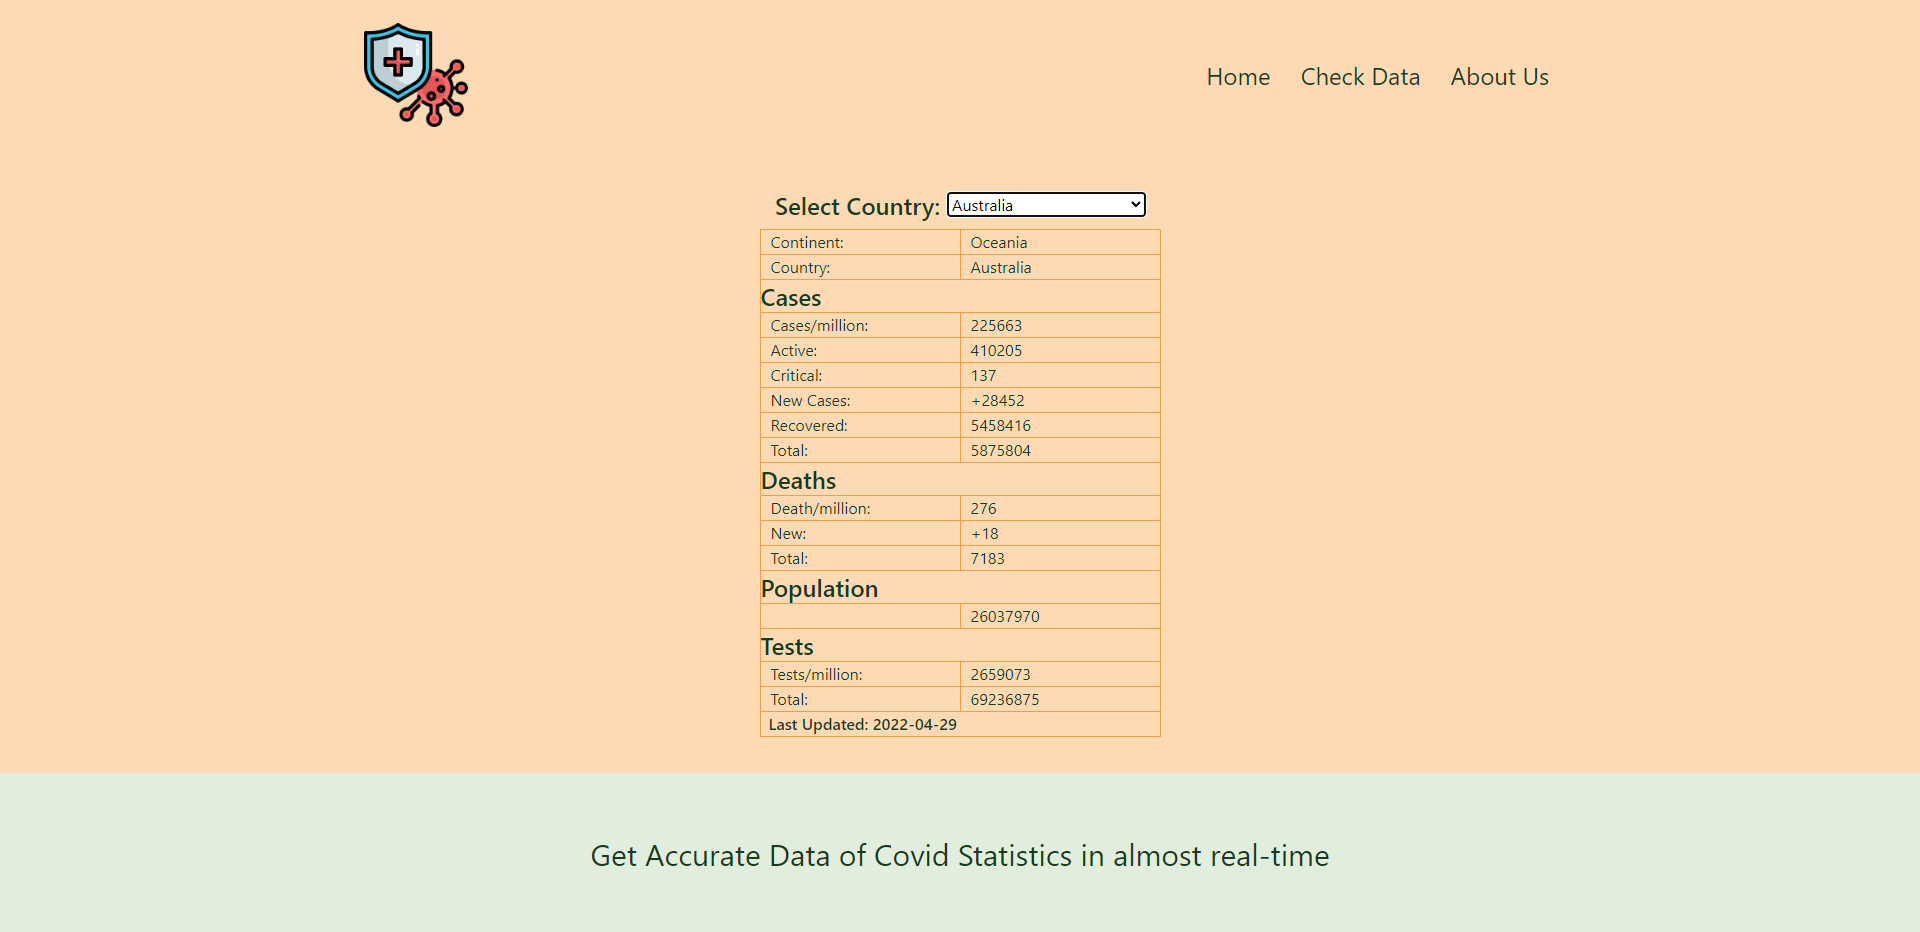 Home Check Data About Us
Select Country: Australia
Continent: Oceania
Country: Australia
Cases
Cases/million: 225663
Active: 410205
Critical: 137
New Cases: +28452
Recovered: 5458416
Total: 5875804
Deaths
Death/million: 276
New: +18
Total: 7183
Population
26037970
Tests
Tests/million: 2659073
Total: 69236875
Last Updated: 2022-04-29
Get Accurate Data of Covid Statistics in almost real-time